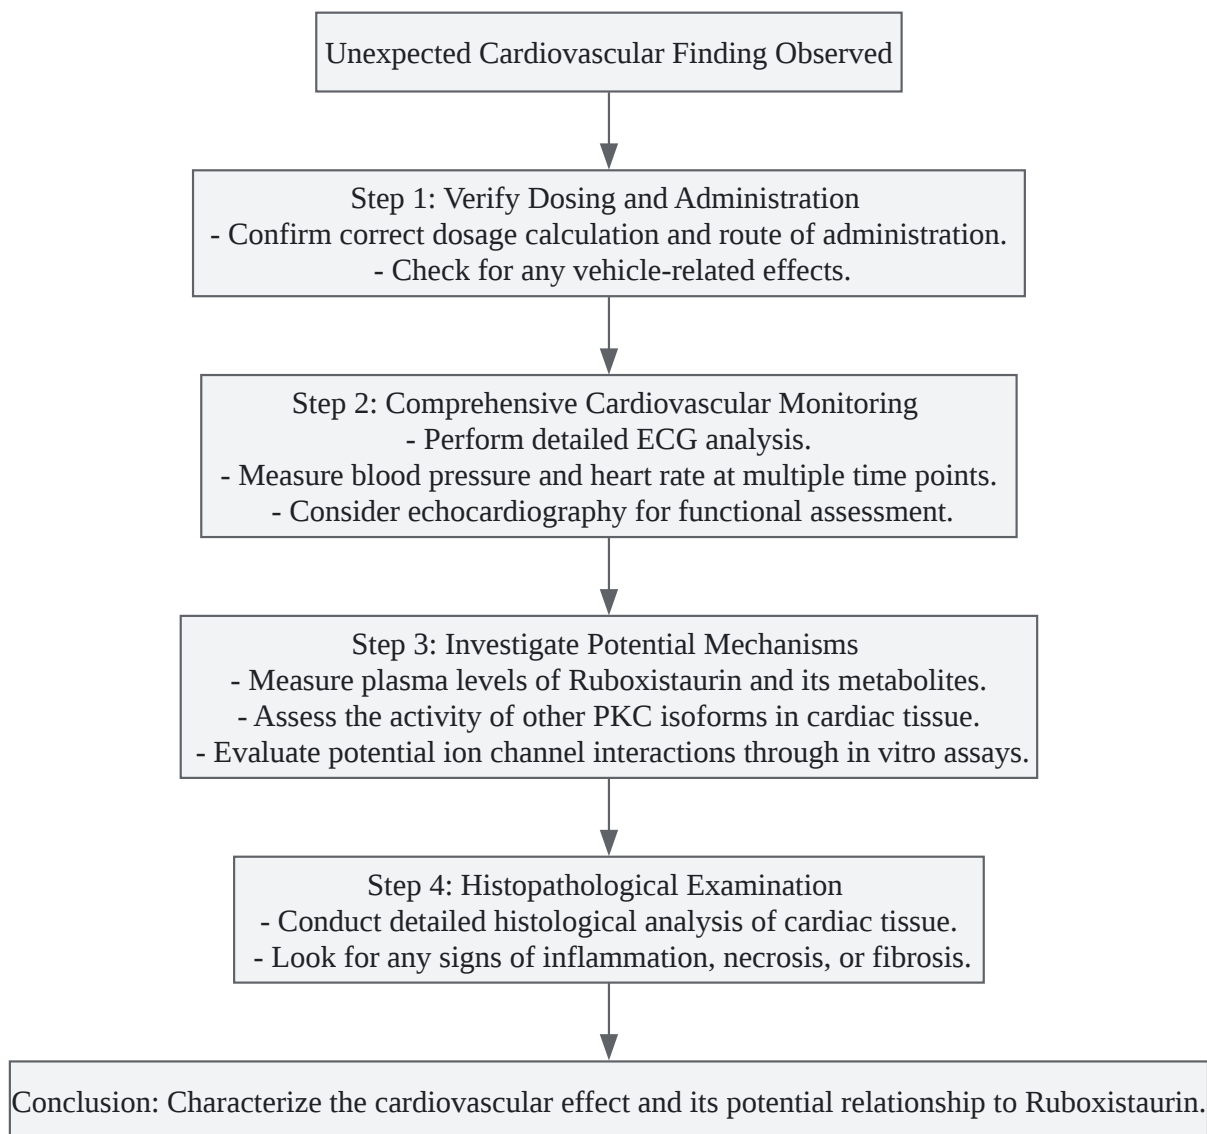 Unexpected Cardiovascular Finding Observed
Step 1: Verify Dosing and Administration
- Confirm correct dosage calculation and route of administration.
- Check for any vehicle-related effects.
Step 2: Comprehensive Cardiovascular Monitoring
- Perform detailed ECG analysis.
- Measure blood pressure and heart rate at multiple time points.
- Consider echocardiography for functional assessment.
Step 3: Investigate Potential Mechanisms
- Measure plasma levels of Ruboxistaurin and its metabolites.
- Assess the activity of other PKC isoforms in cardiac tissue.
- Evaluate potential ion channel interactions through in vitro assays.
Step 4: Histopathological Examination
- Conduct detailed histological analysis of cardiac tissue.
- Look for any signs of inflammation, necrosis, or fibrosis.
Conclusion: Characterize the cardiovascular effect and its potential relationship to Ruboxistaurin.